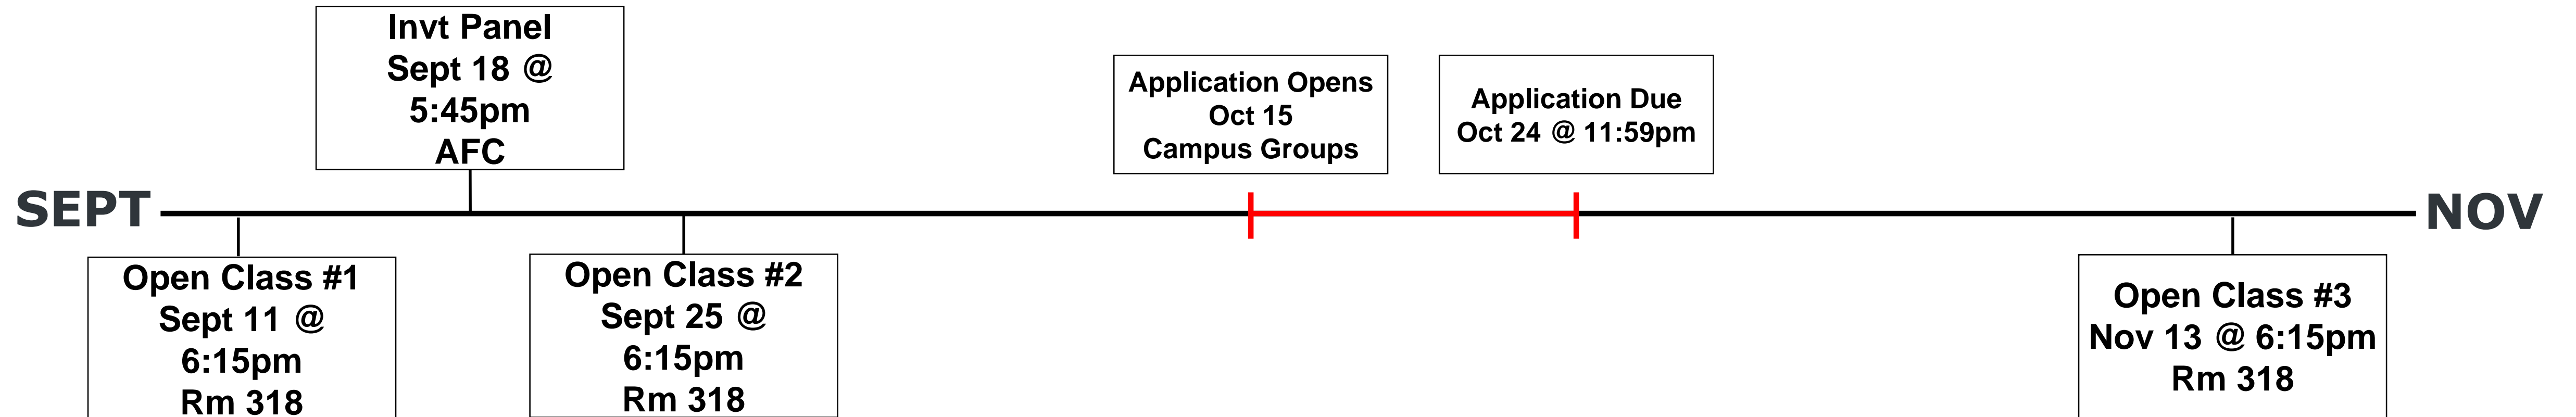 Invt Panel
Sept 18 @
5:45pm
AFC
Application Opens
Oct 15
Campus Groups
Application Due
Oct 24 @ 11:59pm
SEPT
NOV
Open Class #1
Sept 11 @
6:15pm
Rm 318
Open Class #2
Sept 25 @
6:15pm
Rm 318
Open Class #3
Nov 13 @ 6:15pm
Rm 318